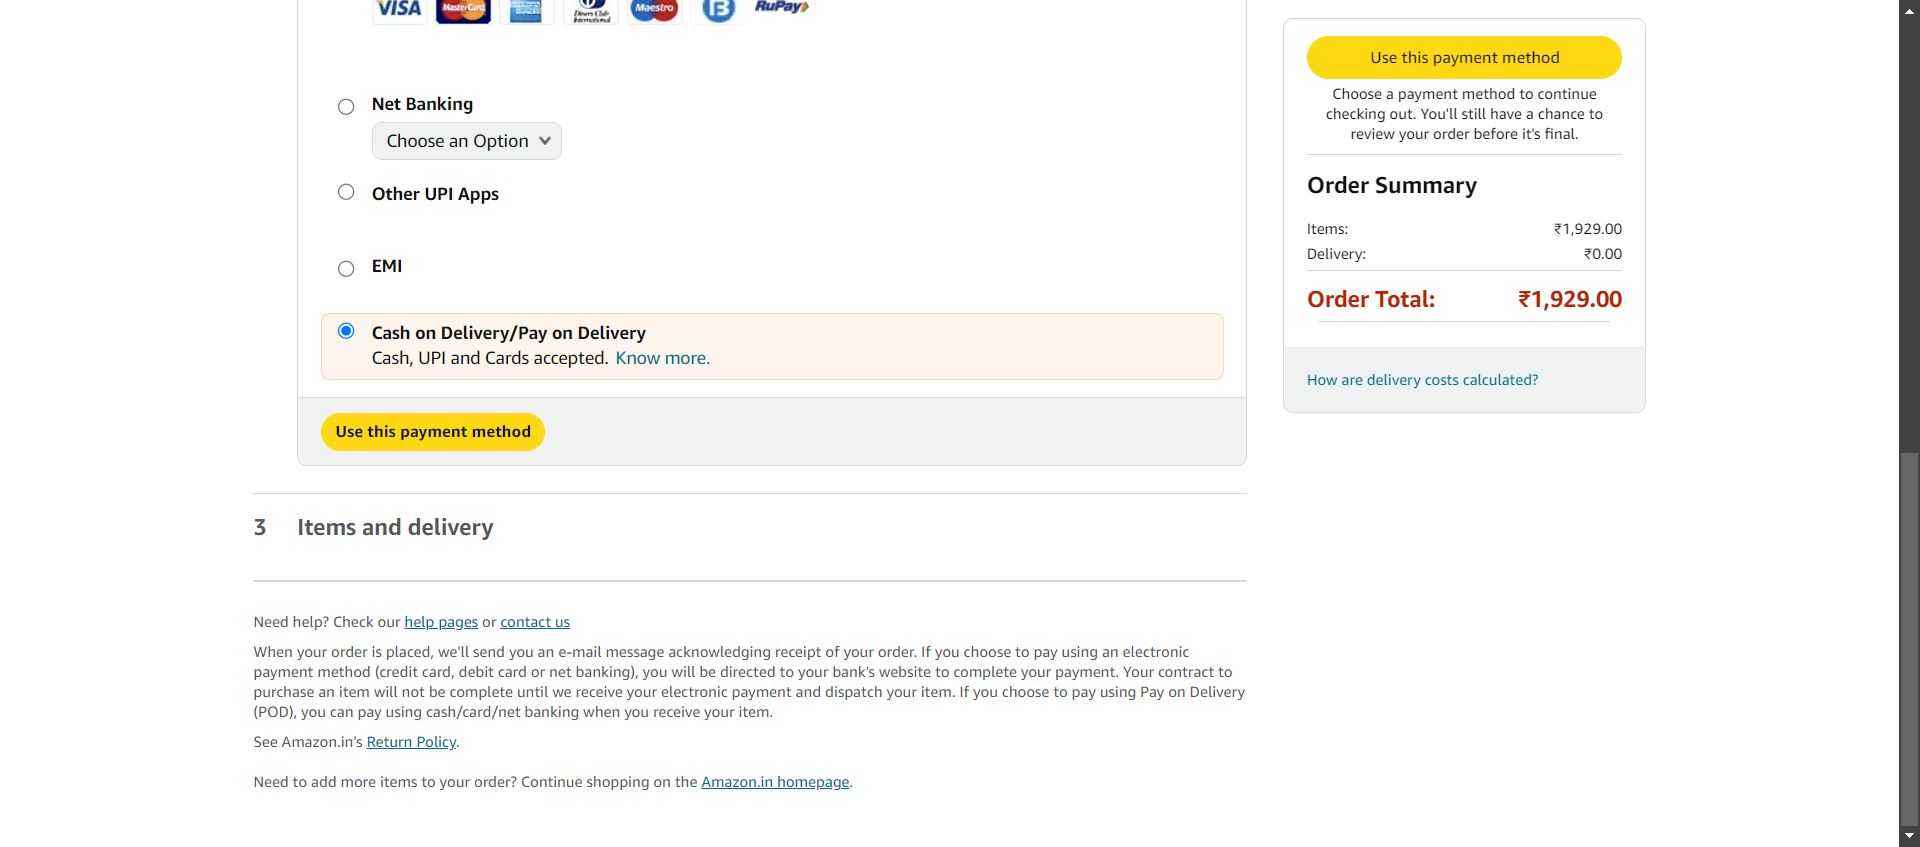 VISA MasterCard Diners Club International Maestro RuPay
Net Banking
Choose an Option
Other UPI Apps
EMI
Cash on Delivery/Pay on Delivery
Cash, UPI and Cards accepted. Know more.
Use this payment method
3 Items and delivery
Need help? Check our help pages or contact us
When your order is placed, we'll send you an e-mail message acknowledging receipt of your order. If you choose to pay using an electronic
payment method (credit card, debit card or net banking), you will be directed to your bank's website to complete your payment. Your contract to
purchase an item will not be complete until we receive your electronic payment and dispatch your item. If you choose to pay using Pay on Delivery
(POD), you can pay using cash/card/net banking when you receive your item.
See Amazon.in's Return Policy.
Need to add more items to your order? Continue shopping on the Amazon.in homepage.
Use this payment method
Choose a payment method to continue
checking out. You'll still have a chance to
review your order before it's final.
Order Summary
Items: ₹1,929.00
Delivery: ₹0.00
Order Total: ₹1,929.00
How are delivery costs calculated?